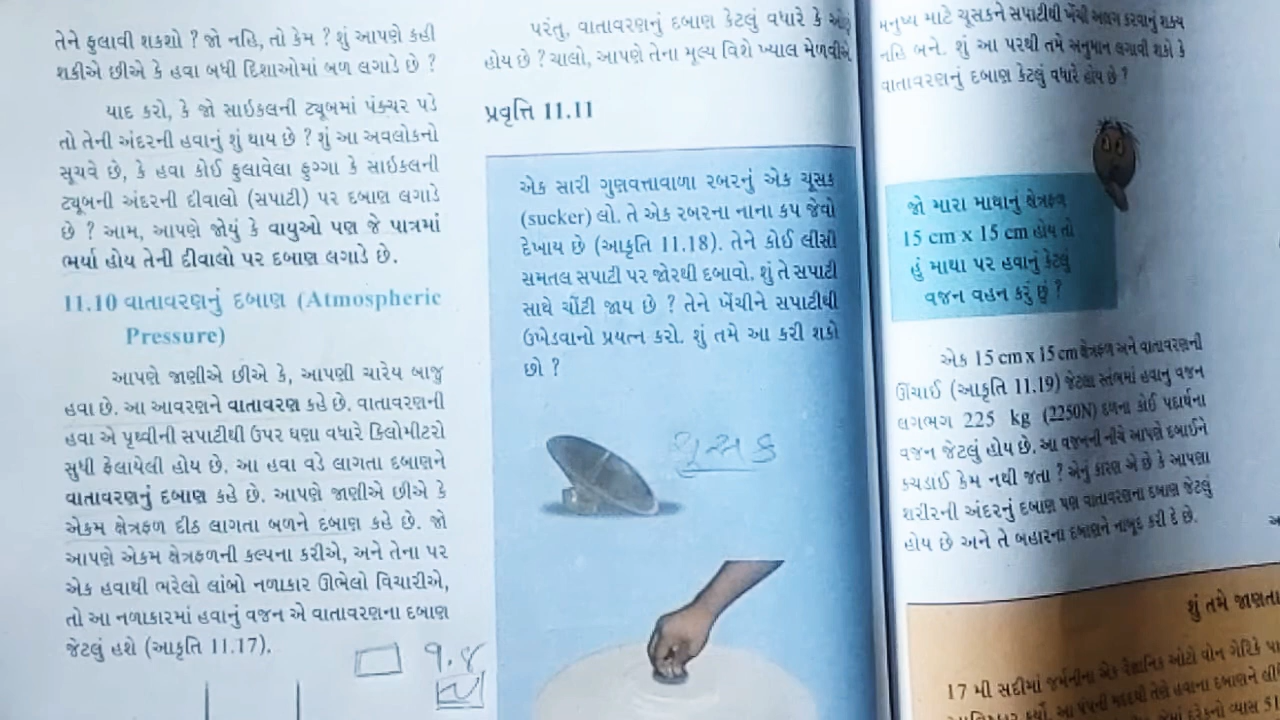 તેને ફુલાવી શકશો ? જો નહિ, તો કેમ ? શું આપણે કહી
શકીએ છીએ કે હવા બધી દિશાઓમાં બળ લગાડે છે ?
યાદ કરો, કે જો સાઇકલની ટ્યૂબમાં પંક્ચર પડે
તો તેની અંદરની હવાનું શું થાય છે ? શું આ અવલોકનો
સૂચવે છે, કે હવા કોઈ ફુલાવેલા ફુગ્ગા કે સાઇકલની
ટ્યૂબની અંદરની દીવાલો (સપાટી) પર દબાણ લગાડે
છે ? આમ, આપણે જોયું કે વાયુઓ પણ જે પાત્રમાં
ભર્યા હોય તેની દીવાલો પર દબાણ લગાડે છે.
11.10 વાતાવરણનું દબાણ (Atmospheric
Pressure)
આપણે જાણીએ છીએ કે, આપણી ચારેય બાજુ
હવા છે. આ આવરણને વાતાવરણ કહે છે. વાતાવરણની
હવા એ પૃથ્વીની સપાટીથી ઉપર ઘણા વધારે કિલોમીટરો
સુધી ફેલાયેલી હોય છે. આ હવા વડે લાગતા દબાણને
વાતાવરણનું દબાણ કહે છે. આપણે જાણીએ છીએ કે
એકમ ક્ષેત્રફળ દીઠ લાગતા બળને દબાણ કહે છે. જો
આપણે એકમ ક્ષેત્રફળની કલ્પના કરીએ, અને તેના પર
એક હવાથી ભરેલો લાંબો નળાકાર ઊભેલો વિચારીએ,
તો આ નળાકારમાં હવાનું વજન એ વાતાવરણના દબાણ
જેટલું હશે (આકૃતિ 11.17).
9.8
પરંતુ, વાતાવરણનું દબાણ કેટલું વધારે કે ઓછું
હોય છે ? ચાલો, આપણે તેના મૂલ્ય વિશે ખ્યાલ મેળવીએ
પ્રવૃત્તિ 11.11
એક સારી ગુણવત્તાવાળા રબરનું એક ચૂસક
(sucker) લો. તે એક રબરના નાના કપ જેવો
દેખાય છે (આકૃતિ 11.18). તેને કોઈ લીસી
સમતલ સપાટી પર જોરથી દબાવો. શું તે સપાટી
સાથે ચોંટી જાય છે ? તેને ખેંચીને સપાટીથી
ઉખેડવાનો પ્રયત્ન કરો. શું તમે આ કરી શકો
છો ?
ચૂસક
મનુષ્ય માટે ચૂસકને સપાટીથી ખેંચી અલગ કરવાનું શક્ય
નહિ બને. શું આ પરથી તમે અનુમાન લગાવી શકો કે
વાતાવરણનું દબાણ કેટલું વધારે હોય છે ?
જો મારા માથાનું ક્ષેત્રફળ
15 cm x 15 cm હોય તો
હું માથા પર હવાનું કેટલું
વજન વહન કરું છું ?
એક 15 cm x 15 cm ક્ષેત્રફળ અને વાતાવરણની
ઊંચાઈ (આકૃતિ 11.19) જેટલા સ્તંભમાં હવાનું વજન
લગભગ 225 kg (2250N) દળના કોઈ પદાર્થના
વજન જેટલું હોય છે. આ વજનની નીચે આપણે દબાઈને
કચડાઈ કેમ નથી જતા ? એનું કારણ એ છે કે આપણા
શરીરની અંદરનું દબાણ પણ વાતાવરણના દબાણ જેટલું
હોય છે અને તે બહારના દબાણને નાબૂદ કરી દે છે.
શું તમે જાણતા
17 મી સદીમાં જર્મનીના એક વૈજ્ઞાનિક ઓટો વોન ગેરિકે